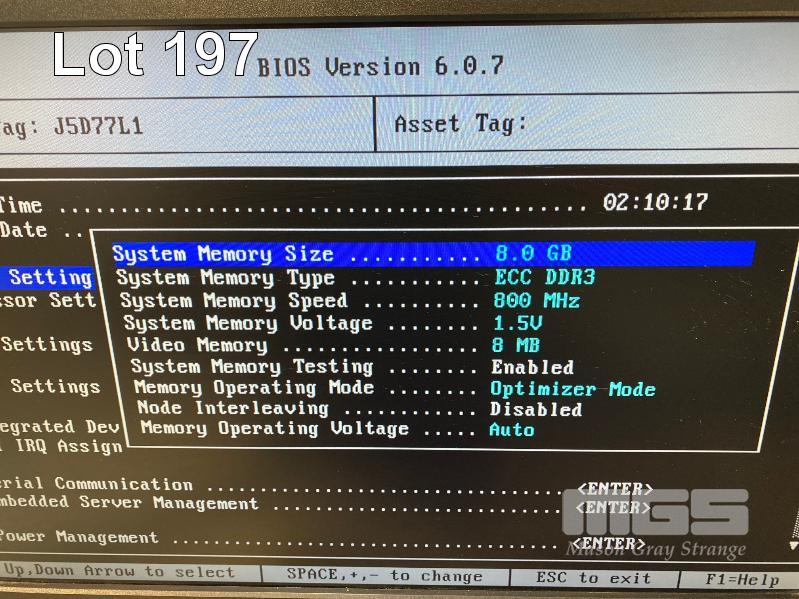 Lot 197
BIOS Version 6.0.7
ag: J5D77L1
Asset Tag:
Time ........................................... 02:10:17
Date ..
System Memory Size ........... 8.0 GB
Setting
System Memory Type ........... ECC DDR3
ssor Sett
System Memory Speed .......... 800 MHz
System Memory Voltage ........ 1.5V
Settings
Video Memory ................. 8 MB
System Memory Testing ........ Enabled
Settings
Memory Operating Mode ........ Optimizer Mode
Node Interleaving ............ Disabled
egrated Dev
Memory Operating Voltage ..... Auto
IRQ Assign
erial Communication ................................ <ENTER>
mbedded Server Management .......................... <ENTER>
Power Management ................................... <ENTER>
MGS
Mason Gray Strange
Up,Down Arrow to select
SPACE,+,- to change
ESC to exit
F1=Help